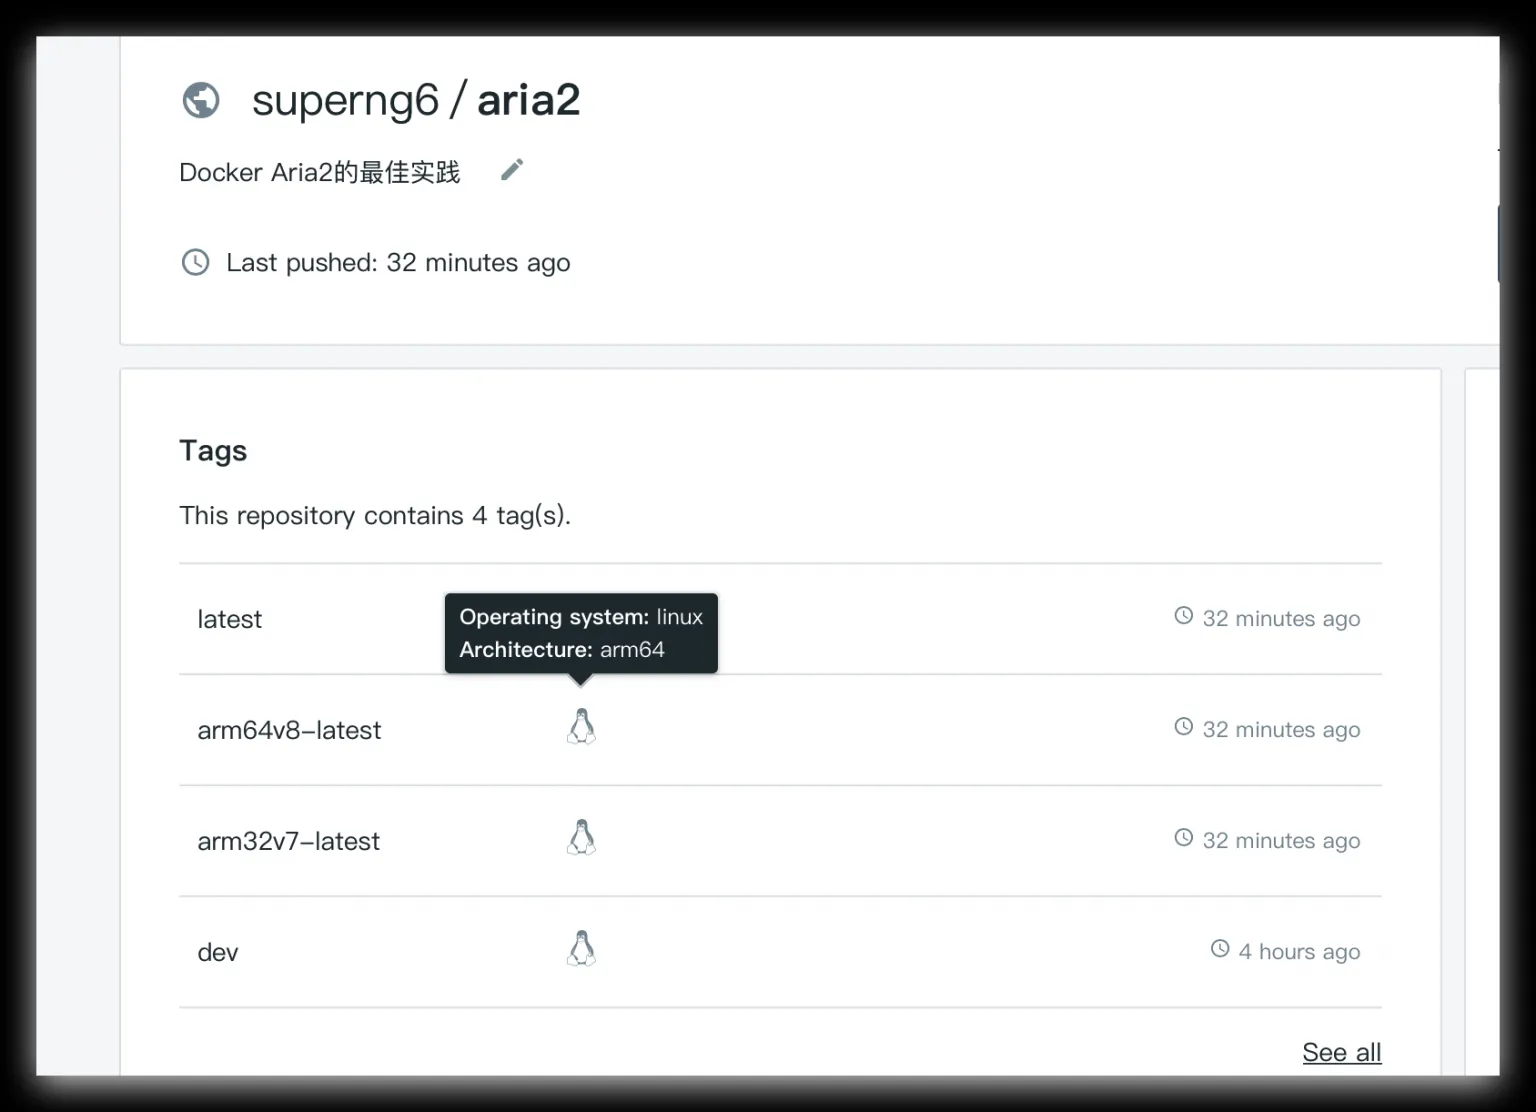 superng6 / aria2
Docker Aria2的最佳实践
Last pushed: 32 minutes ago
Tags
This repository contains 4 tag(s).
latest
Operating system: linux
Architecture: arm64
32 minutes ago
arm64v8-latest
32 minutes ago
arm32v7-latest
32 minutes ago
dev
4 hours ago
See all